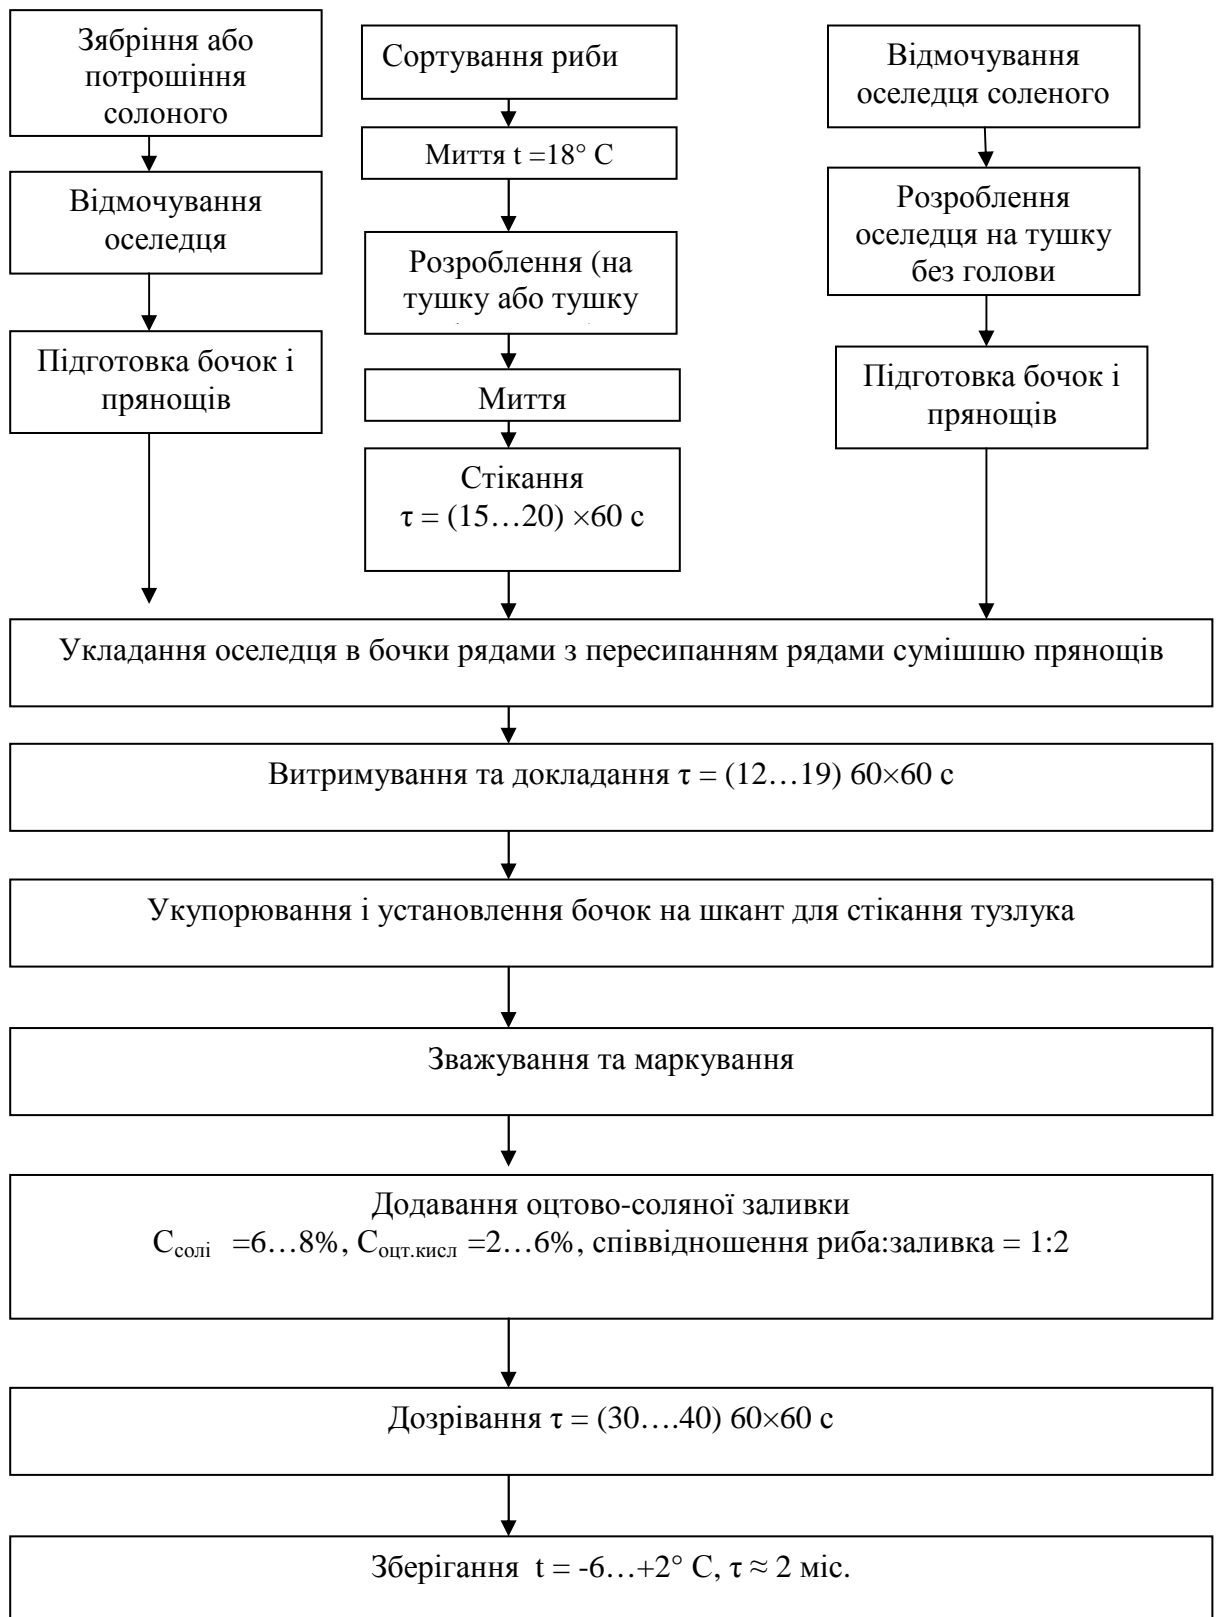 Зябріння або
потрошіння
солоного
Відмочування
оселедця
Підготовка бочок і
прянощів
Сортування риби
Миття t =18° С
Розроблення (на
тушку або тушку
Миття
Стікання
τ = (15…20) ×60 с
Відмочування
оселедця соленого
Розроблення
оселедця на тушку
без голови
Підготовка бочок і
прянощів
Укладання оселедця в бочки рядами з пересипанням рядами сумішшю прянощів
Витримування та докладання τ = (12…19) 60×60 с
Укупорювання і установлення бочок на шкант для стікання тузлука
Зважування та маркування
Додавання оцтово-соляної заливки
Ссолі =6…8%, Соцт.кисл =2…6%, співвідношення риба:заливка = 1:2
Дозрівання τ = (30….40) 60×60 с
Зберігання t = -6…+2° С, τ ≈ 2 міс.